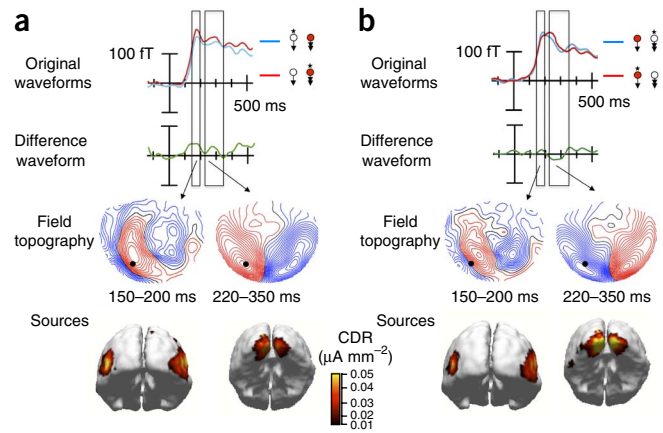 a
Original
waveforms
100 fT
500 ms
Difference
waveform
Field
topography
150–200 ms
220–350 ms
Sources
CDR
(µA mm⁻²)
0.05
0.04
0.03
0.02
0.01
b
Original
waveforms
100 fT
500 ms
Difference
waveform
Field
topography
150–200 ms
220–350 ms
Sources